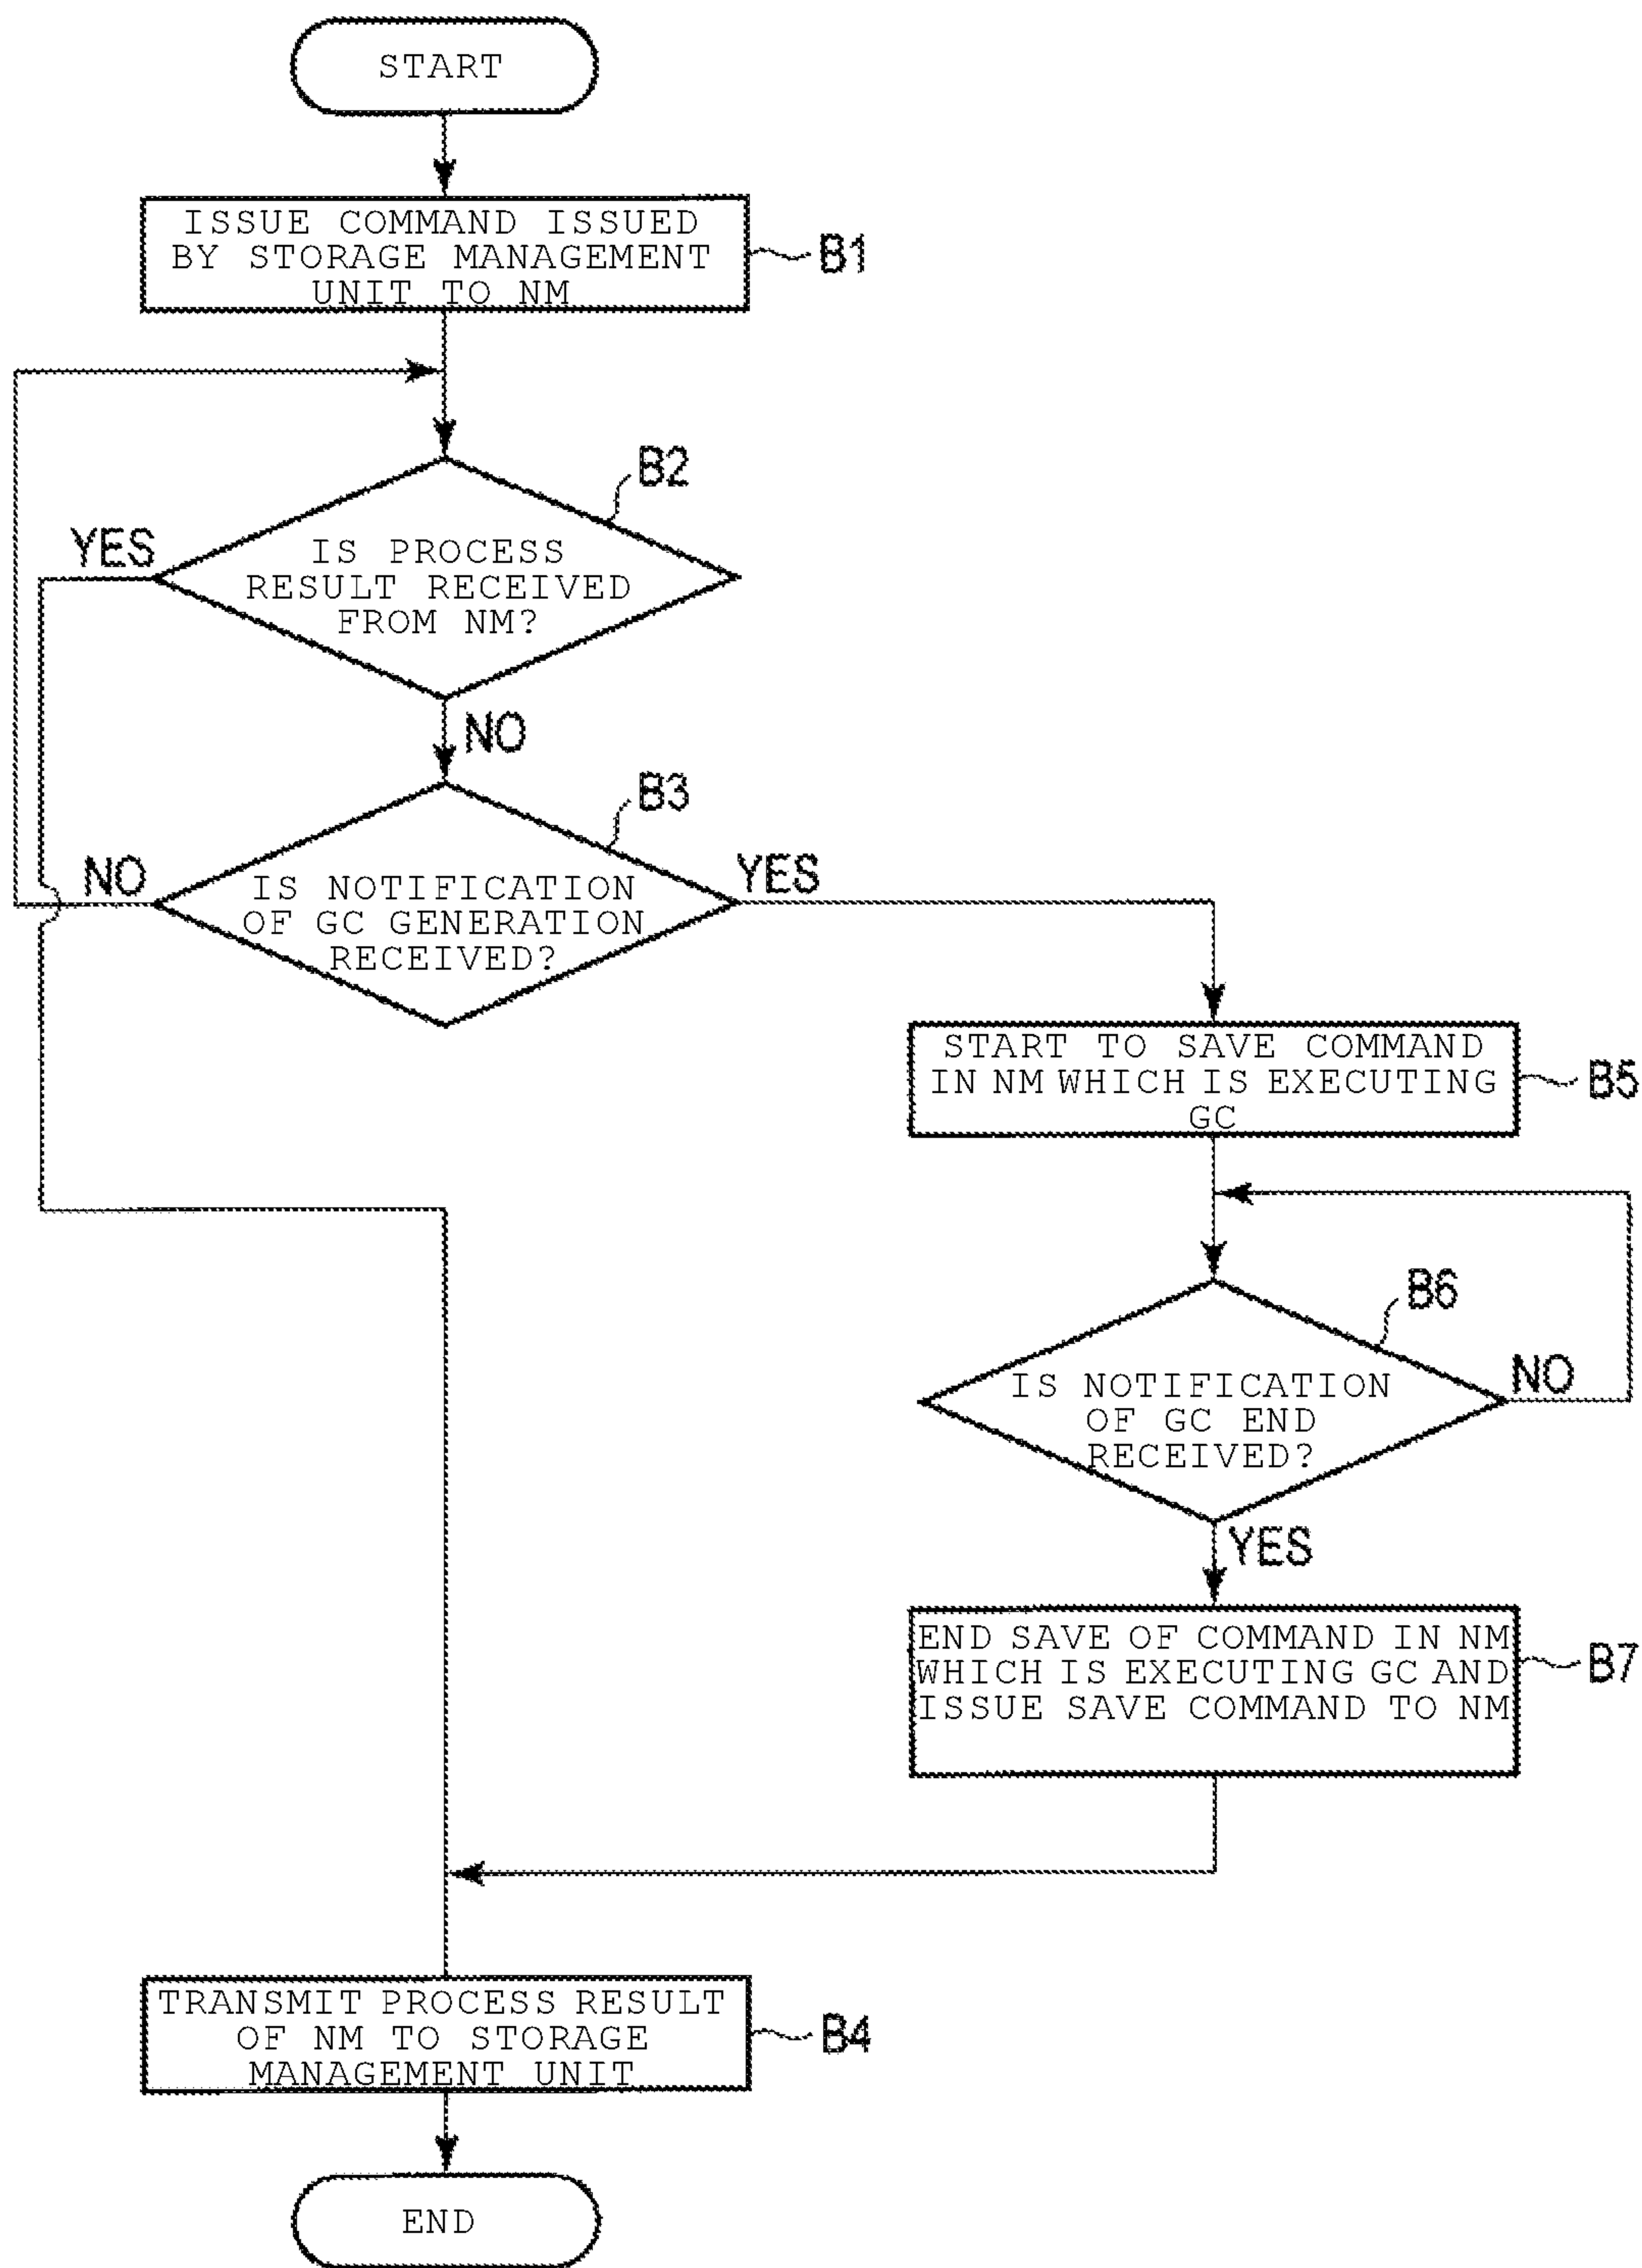 START
ISSUE COMMAND ISSUED
BY STORAGE MANAGEMENT
UNIT TO NM
B1
B2
YES
IS PROCESS
RESULT RECEIVED
FROM NM?
NO
B3
NO
YES
IS NOTIFICATION
OF GC GENERATION
RECEIVED?
START TO SAVE COMMAND
IN NM WHICH IS EXECUTING
GC
B5
B6
IS NOTIFICATION
OF GC END
RECEIVED?
NO
YES
END SAVE OF COMMAND IN NM
WHICH IS EXECUTING GC AND
ISSUE SAVE COMMAND TO NM
B7
TRANSMIT PROCESS RESULT
OF NM TO STORAGE
MANAGEMENT UNIT
B4
END